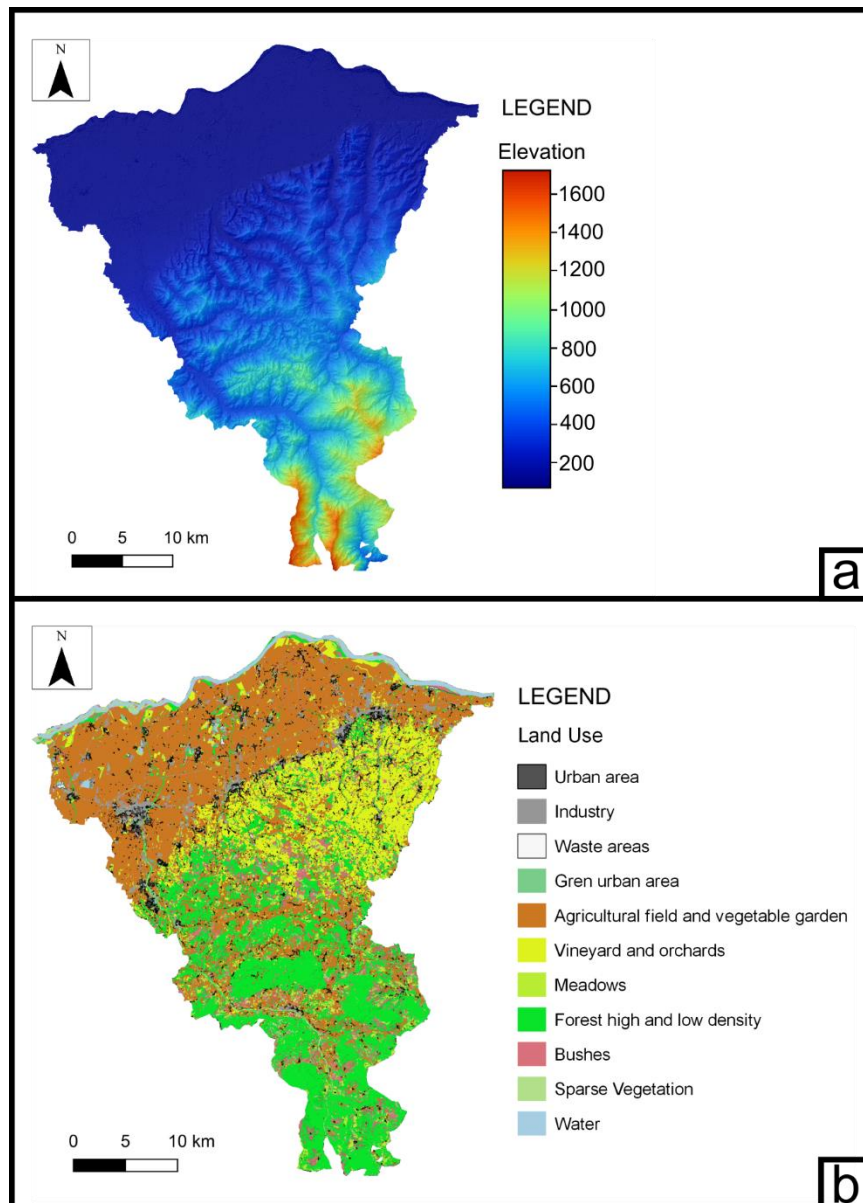 N
LEGEND
Elevation
1600
1400
1200
1000
800
600
400
200
0 5 10 km
a
N
LEGEND
Land Use
Urban area
Industry
Waste areas
Gren urban area
Agricultural field and vegetable garden
Vineyard and orchards
Meadows
Forest high and low density
Bushes
Sparse Vegetation
Water
0 5 10 km
b